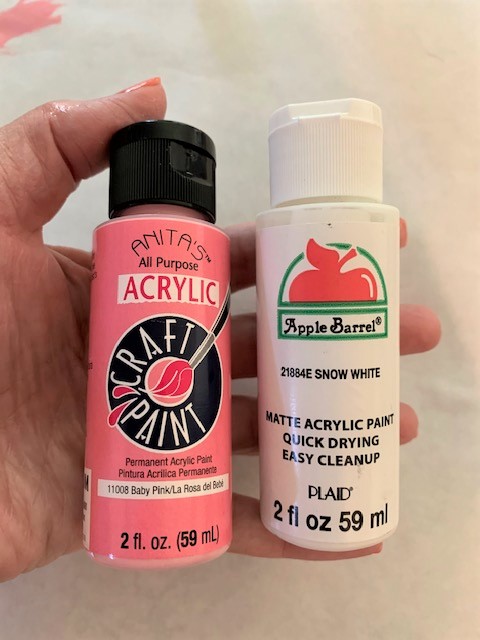 ANITA'S™
All Purpose
ACRYLIC
CRAFT
PAINT
Permanent Acrylic Paint
Pintura Acrilica Permanente
11008 Baby Pink/La Rosa del Bebé
2 fl. oz. (59 mL)
Apple Barrel®
21884E SNOW WHITE
MATTE ACRYLIC PAINT
QUICK DRYING
EASY CLEANUP
PLAID®
2 fl oz 59 ml